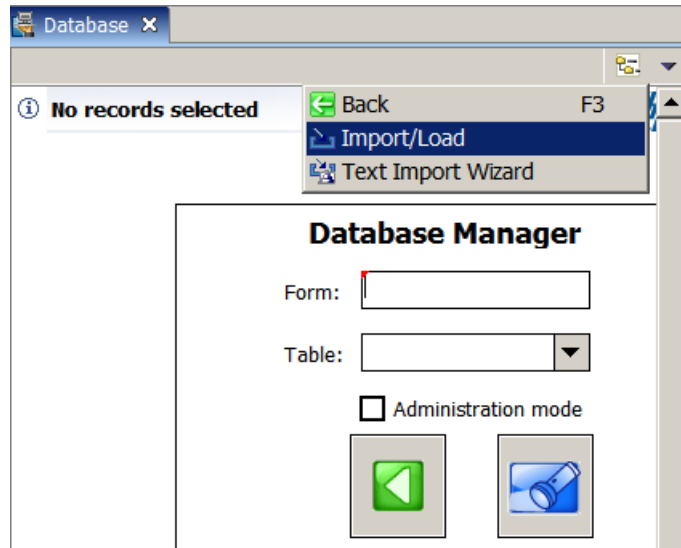 Database
No records selected
Back F3
Import/Load
Text Import Wizard
Database Manager
Form:
Table:
Administration mode